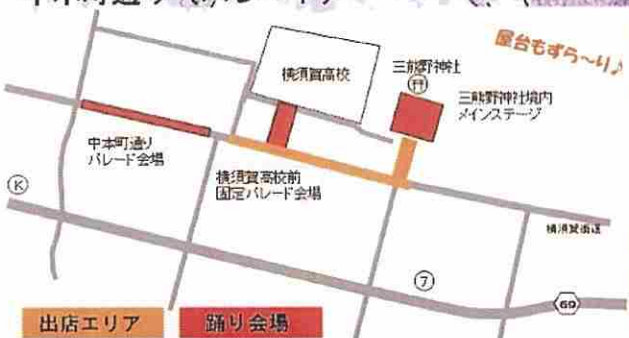 屋台もずら〜り♪
横須賀高校
三熊野神社
三熊野神社境内
メインステージ
中本町通り
パレード会場
横須賀高校前
固定パレード会場
横須賀街道
K
7
69
出店エリア
踊り会場